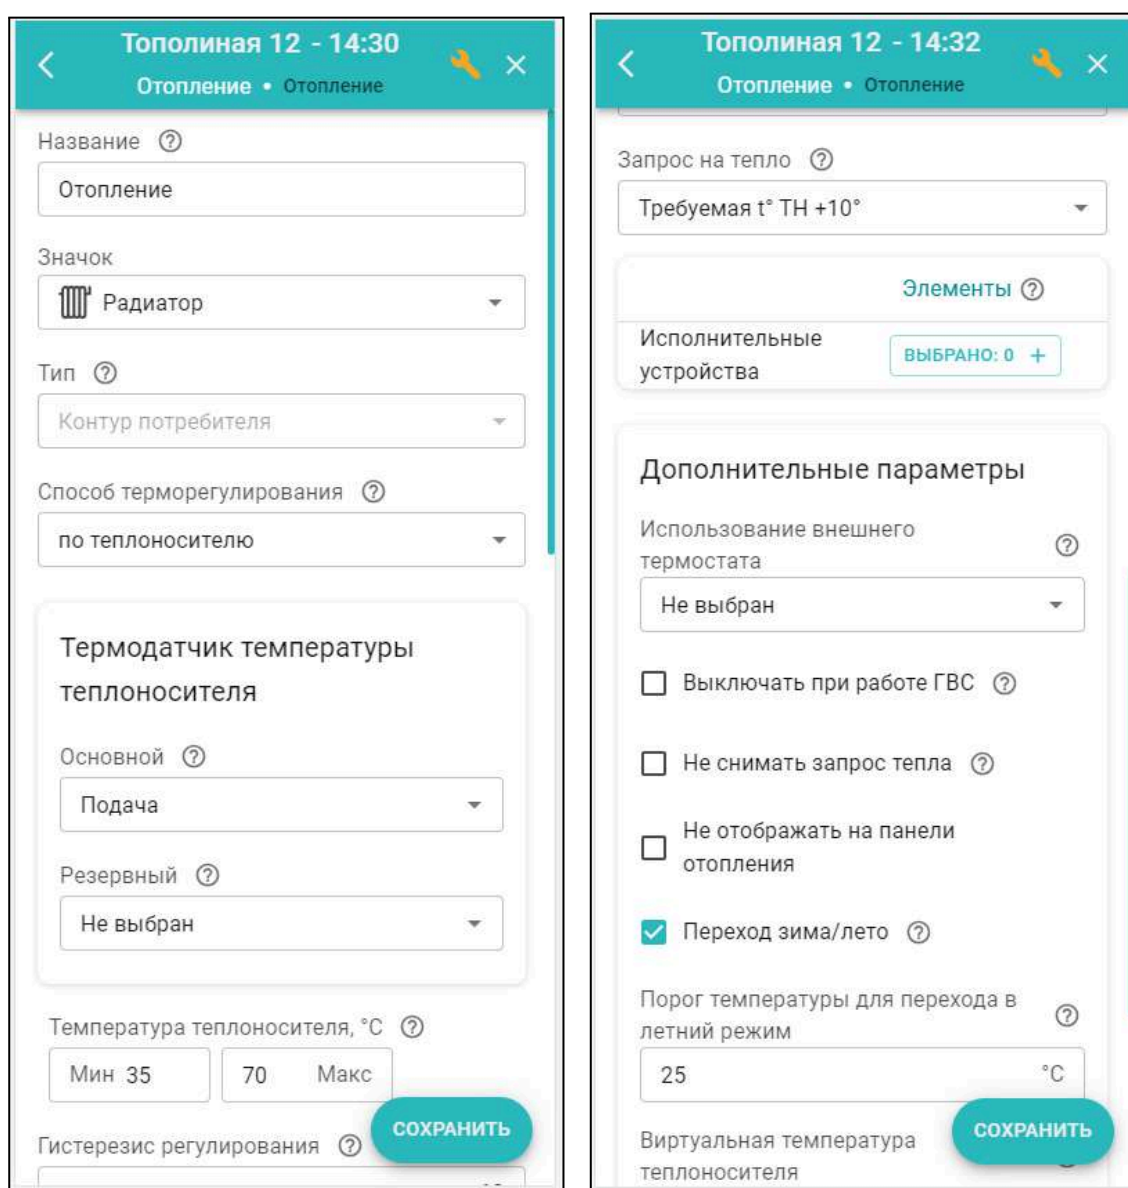 Тополиная 12 - 14:30
Отопление • Отопление
Название
Отопление
Значок
Радиатор
Тип
Контур потребителя
Способ терморегулирования
по теплоносителю
Термодатчик температуры
теплоносителя
Основной
Подача
Резервный
Не выбран
Температура теплоносителя, °C
Мин 35
70 Макс
СОХРАНИТЬ
Гистерезис регулирования
Тополиная 12 - 14:32
Отопление • Отопление
Запрос на тепло
Требуемая t° ТН +10°
Элементы
Исполнительные
устройства
ВЫБРАНО: 0 +
Дополнительные параметры
Использование внешнего
термостата
Не выбран
Выключать при работе ГВС
Не снимать запрос тепла
Не отображать на панели
отопления
Переход зима/лето
Порог температуры для перехода в
летний режим
25 °C
СОХРАНИТЬ
Виртуальная температура
теплоносителя